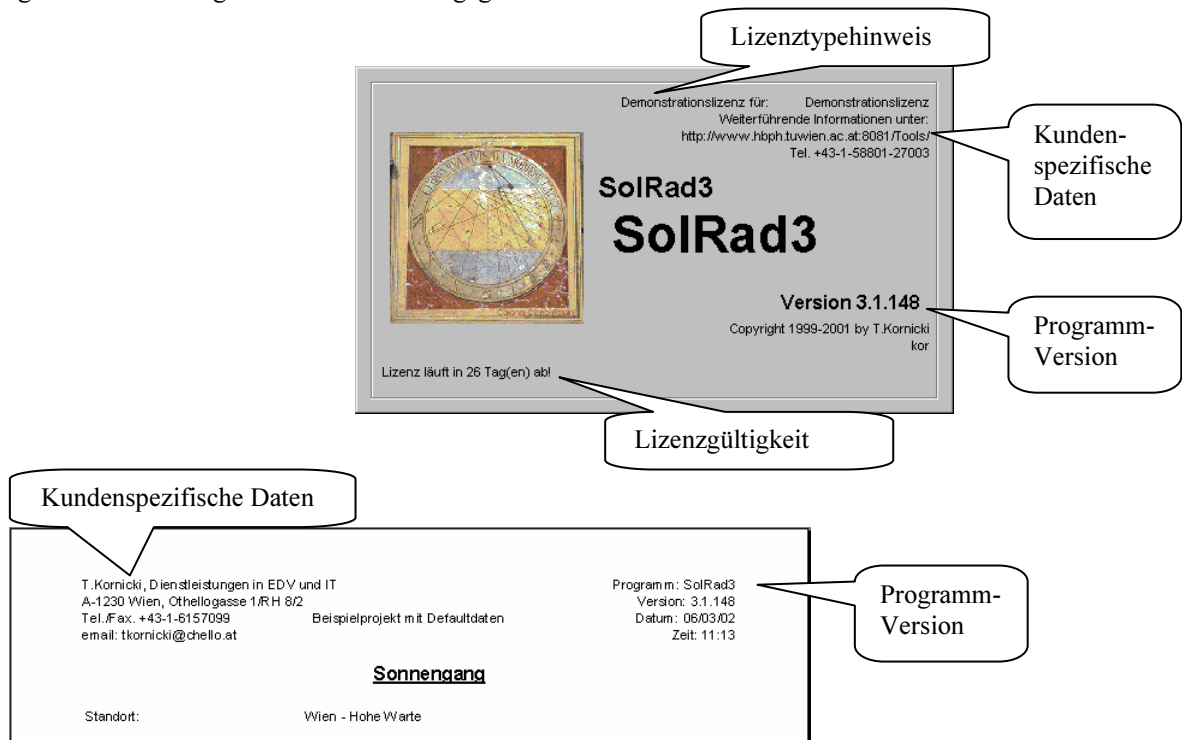 Lizenztypehinweis
Demonstrationslizenz für: Demonstrationslizenz
Weiterführende Informationen unter:
http://www.hbph.tuwien.ac.at:8081/Tools/
Tel. +43-1-58801-27003
Kunden-
spezifische
Daten
SolRad3
SolRad3
Version 3.1.148
Copyright 1999-2001 by T.Kornicki
kor
Programm-
Version
Lizenz läuft in 26 Tag(en) ab!
Lizenzgültigkeit
Kundenspezifische Daten
T.Kornicki, Dienstleistungen in EDV und IT
A-1230 Wien, Othellogasse 1/RH 8/2
Tel./Fax. +43-1-6157099
email: tkornicki@chello.at
Beispielprojekt mit Defaultdaten
Programm: SolRad3
Version: 3.1.148
Datum: 06/03/02
Zeit: 11:13
Programm-
Version
Sonnengang
Standort: Wien - Hohe Warte